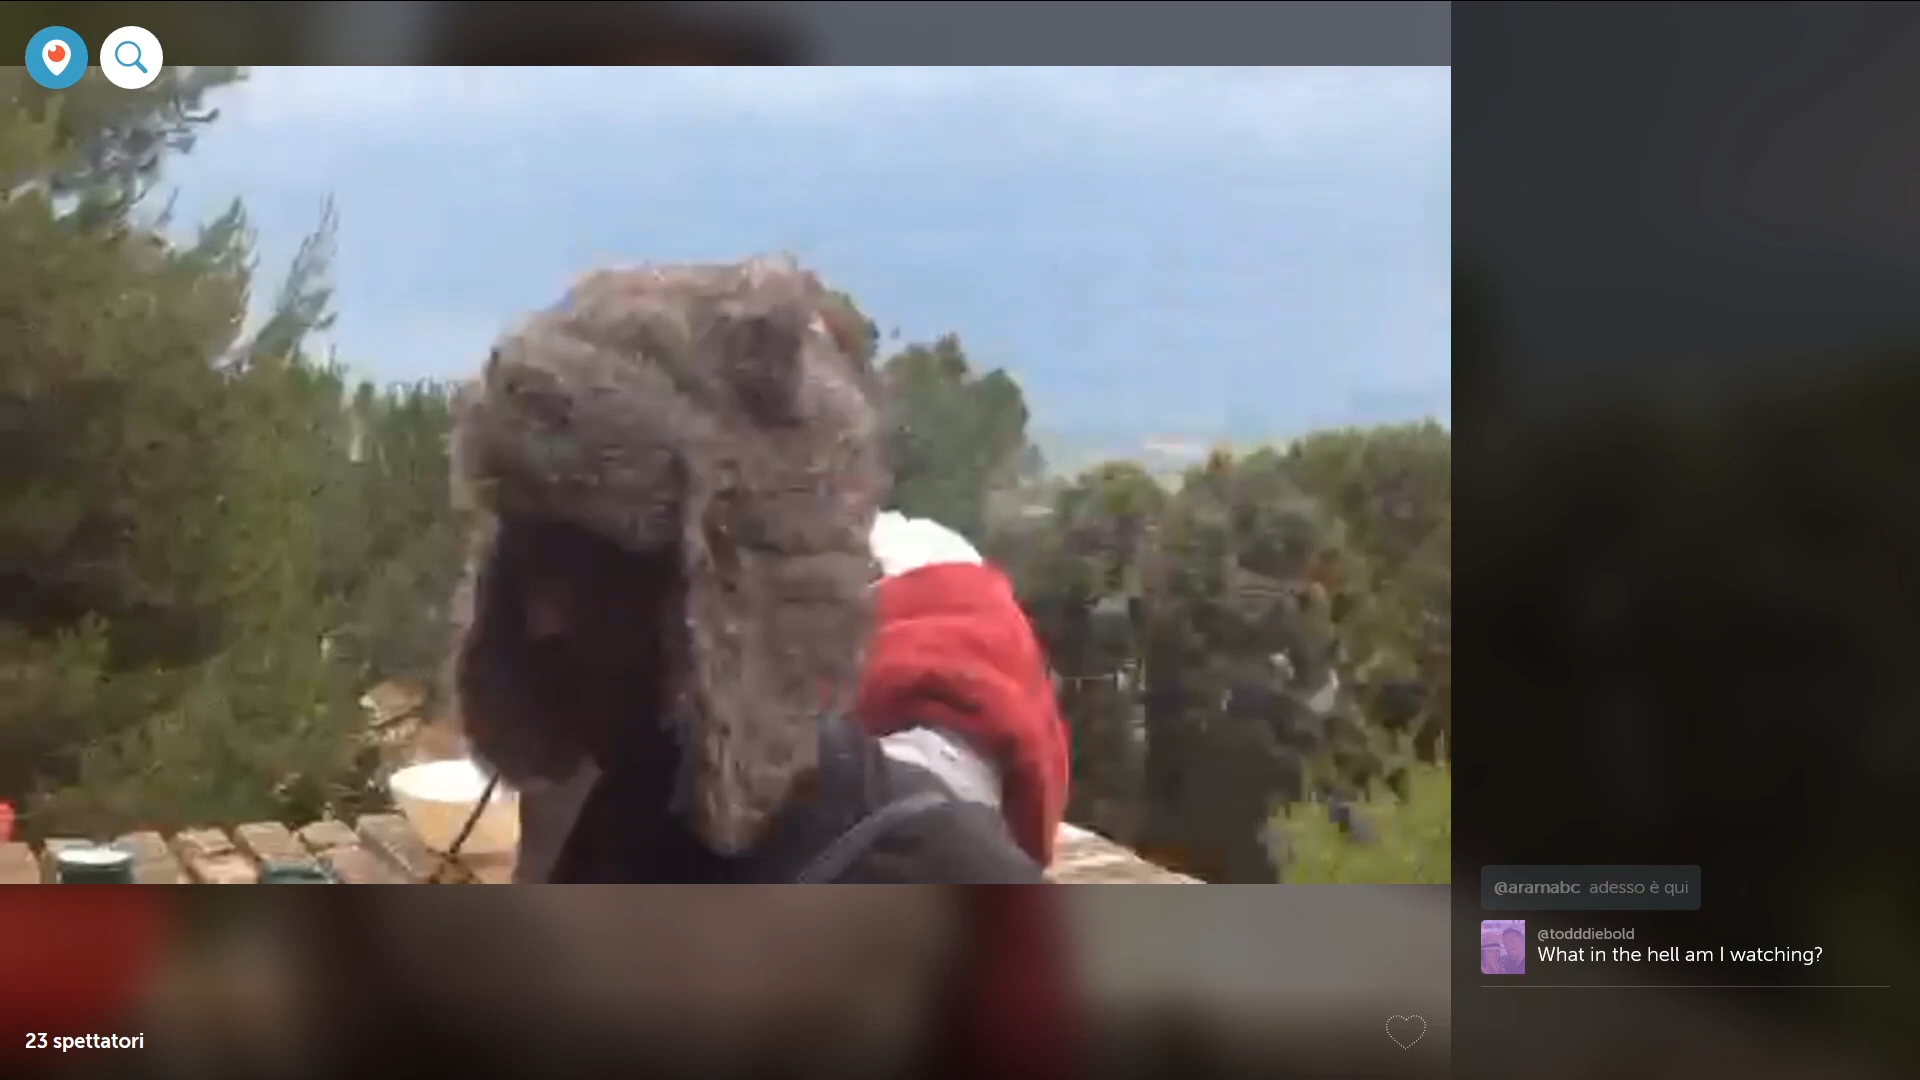 23 spettatori
@aramabc adesso è qui
@todddiebold
What in the hell am I watching?